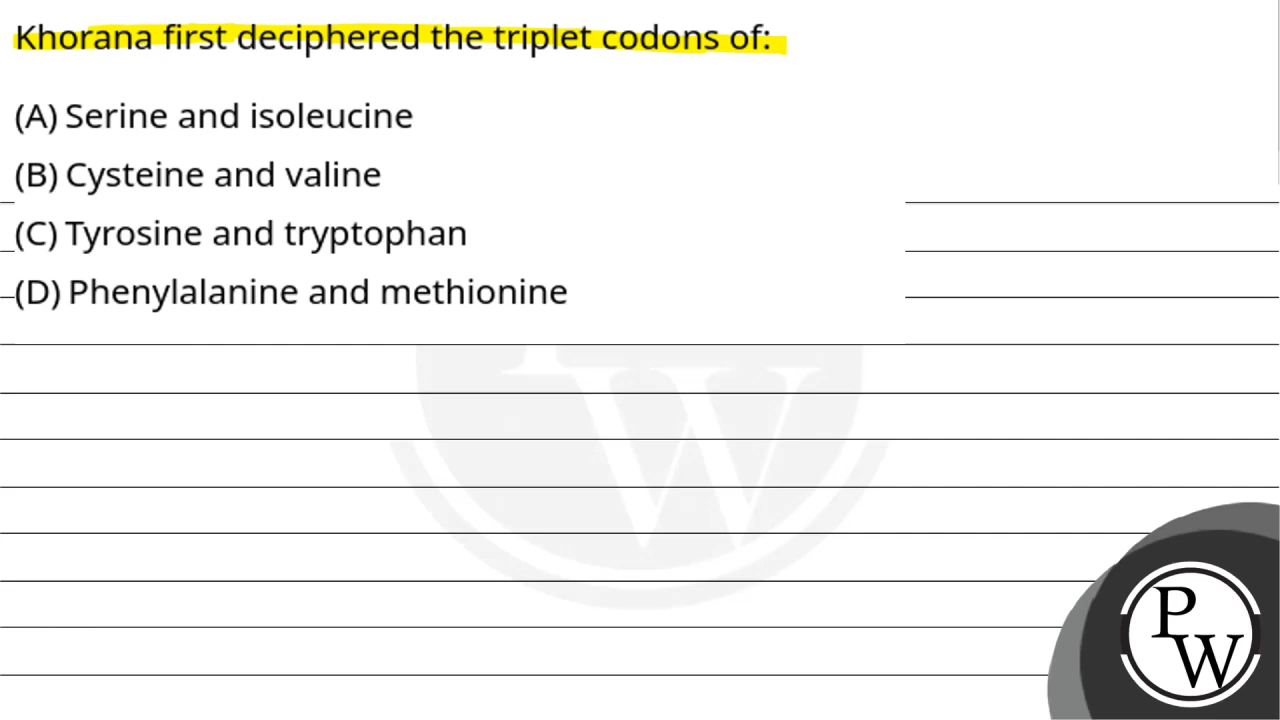 Khorana first deciphered the triplet codons of:
(A) Serine and isoleucine
(B) Cysteine and valine
(C) Tyrosine and tryptophan
(D) Phenylalanine and methionine
W
PW